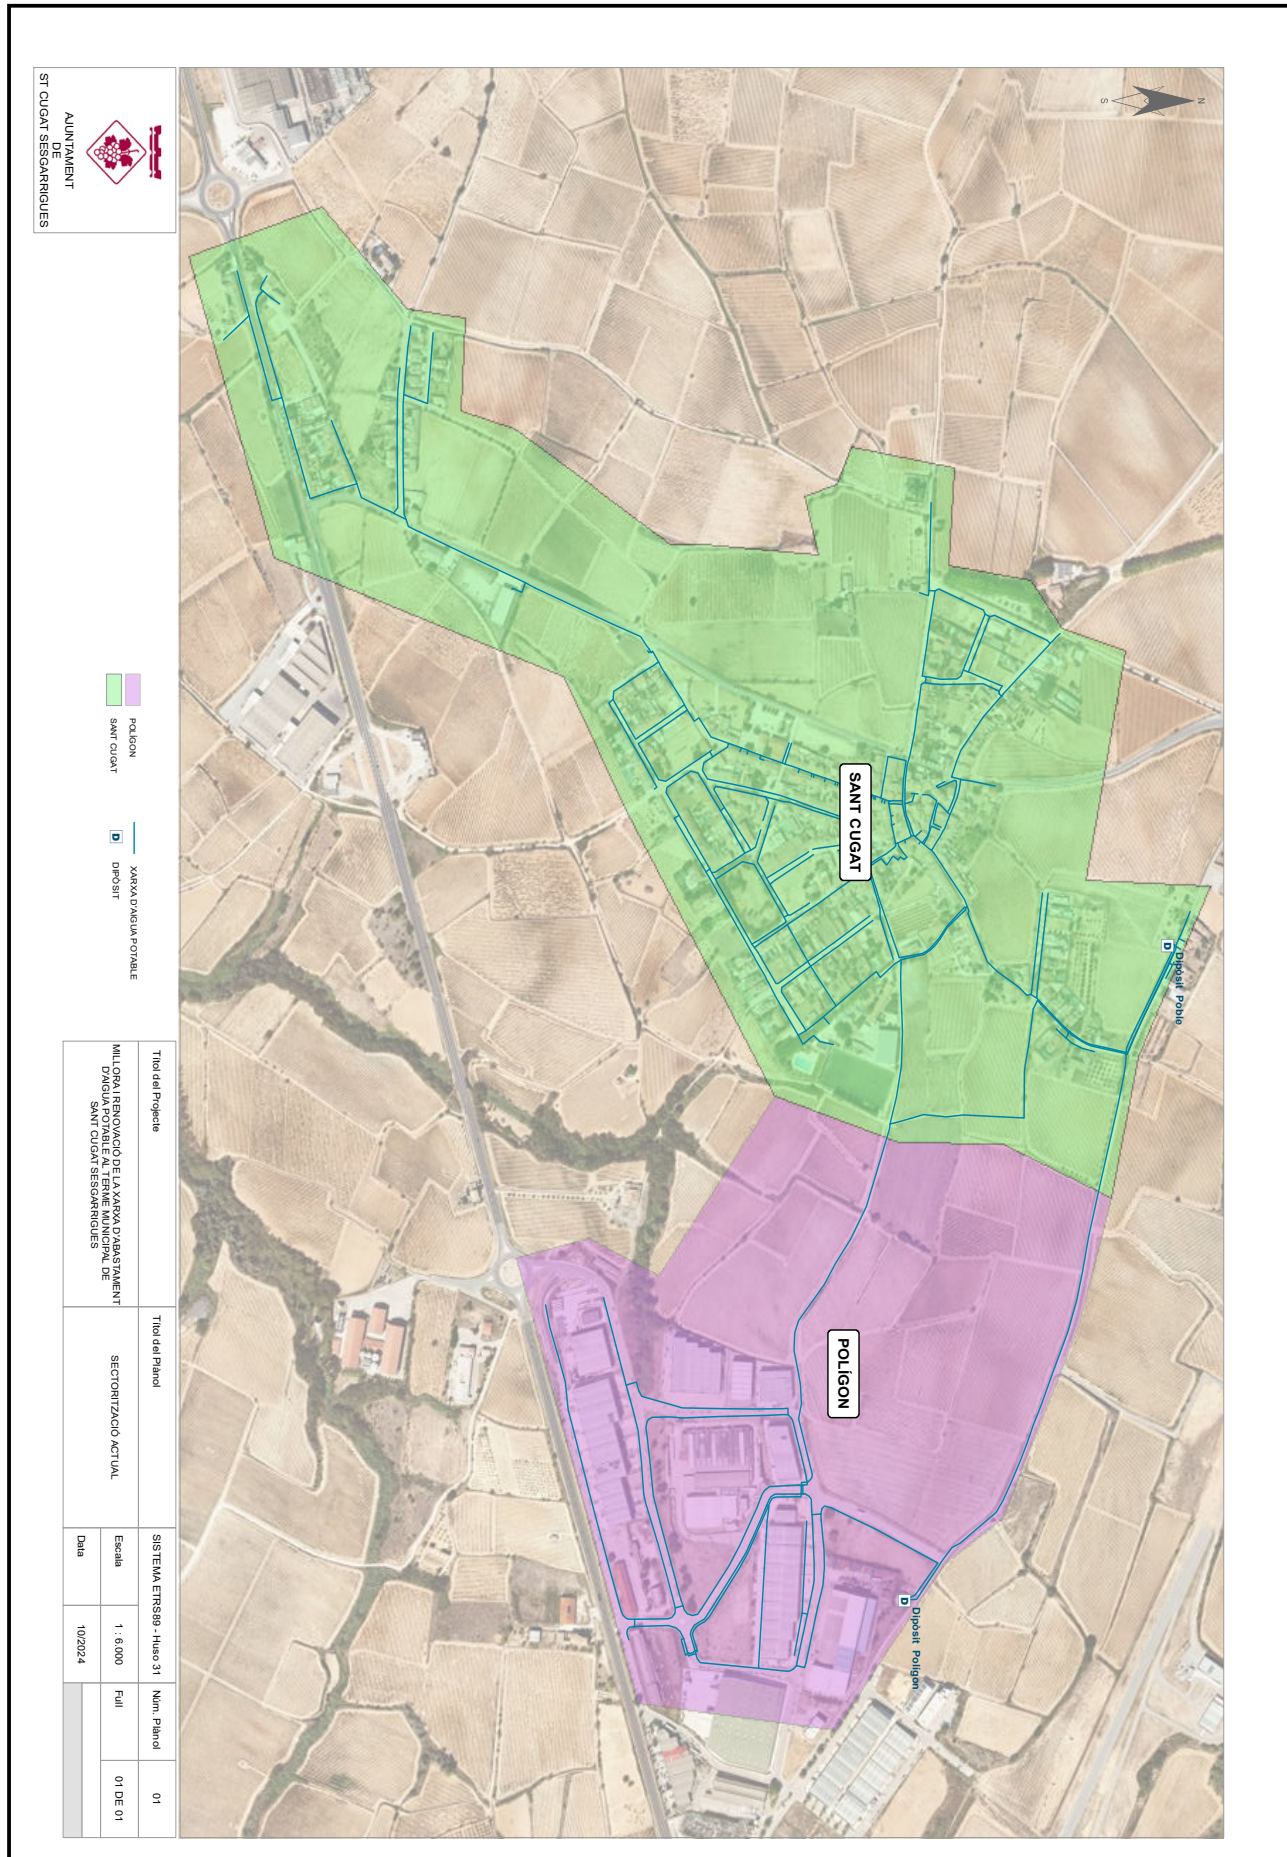 N
S
SANT CUGAT
POLÍGON
Dipòsit Poble
D
Dipòsit Polígon
D
AJUNTAMENT
DE
ST CUGAT SESGARRIGUES
POLÍGON
SANT CUGAT
XARXA D'AIGUA POTABLE
D
DIPÒSIT
Títol del Projecte
MILLORA I RENOVACIÓ DE LA XARXA D'ABASTAMENT
D'AIGUA POTABLE AL TERME MUNICIPAL DE
SANT CUGAT SESGARRIGUES
Títol del Plànol
SECTORITZACIÓ ACTUAL
SISTEMA ETRS89 - Huso 31
Núm. Plànol
01
Escala
1 : 6.000
Full
01 DE 01
Data
10/2024